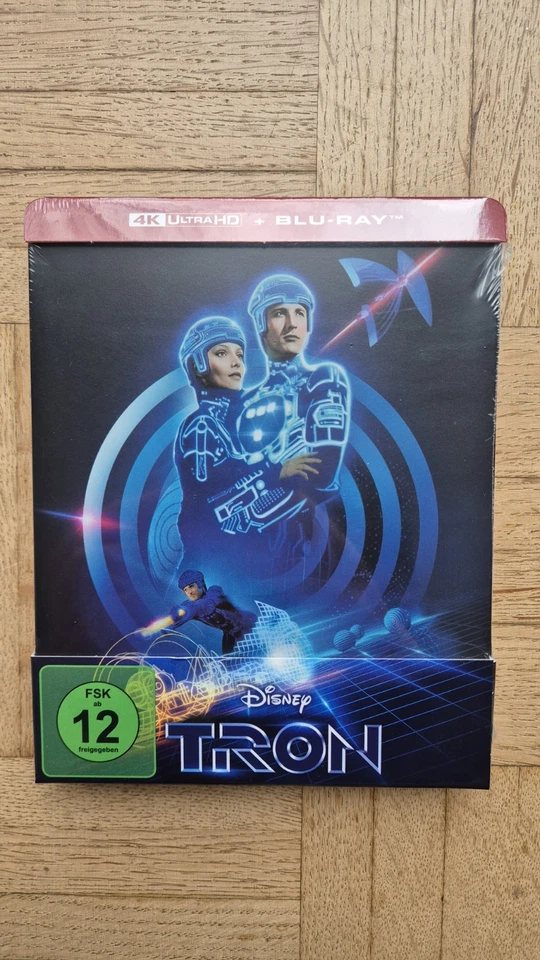 4K ULTRA HD + BLU-RAY™
FSK
ab
12
freigegeben
Disney
TRON